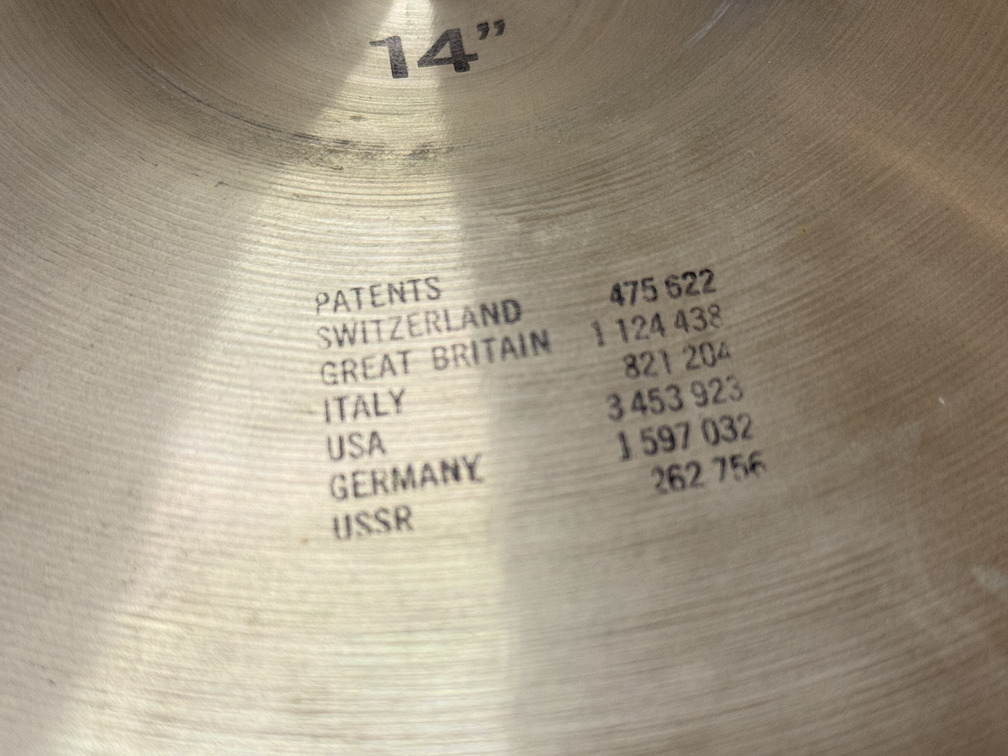 14”
PATENTS
SWITZERLAND 475 622
GREAT BRITAIN 1 124 438
ITALY 821 204
USA 3 453 923
GERMANY 1 597 032
USSR 262 756